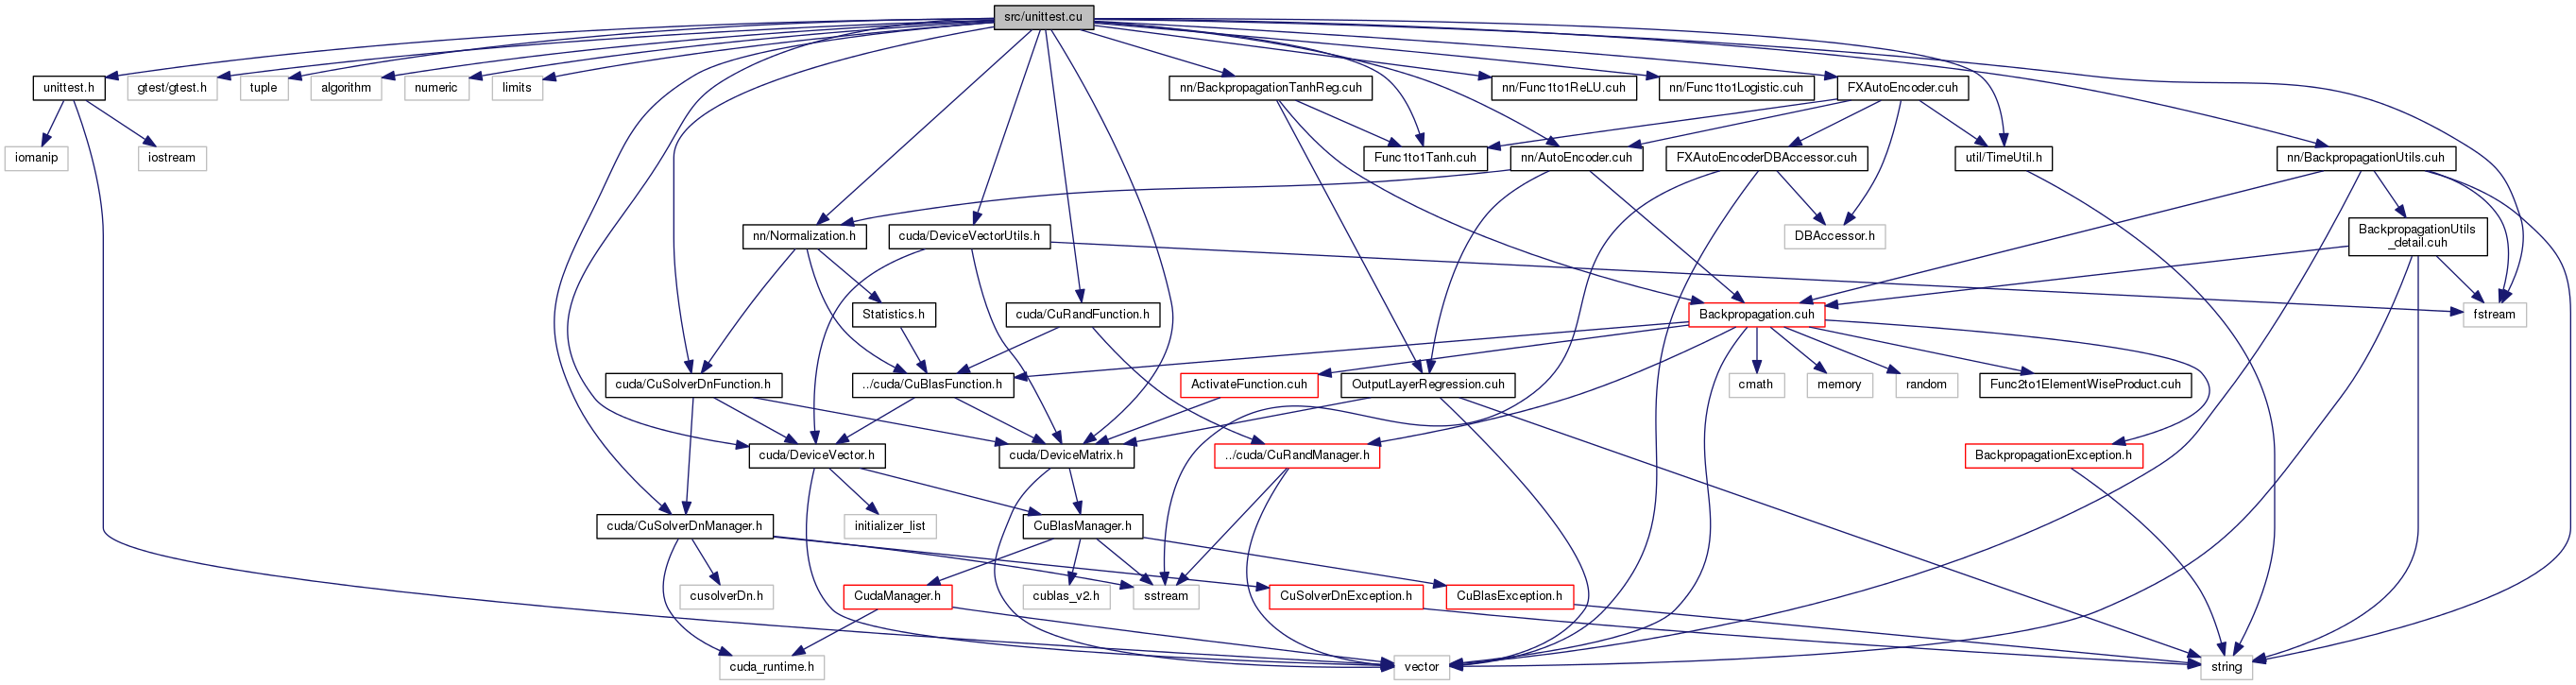 src/unittest.cu
unittest.h
gtest/gtest.h
tuple
algorithm
numeric
limits
nn/BackpropagationTanhReg.cuh
nn/Func1to1ReLU.cuh
nn/Func1to1Logistic.cuh
FXAutoEncoder.cuh
iomanip
iostream
Func1to1Tanh.cuh
nn/AutoEncoder.cuh
FXAutoEncoderDBAccessor.cuh
util/TimeUtil.h
nn/BackpropagationUtils.cuh
nn/Normalization.h
cuda/DeviceVectorUtils.h
DBAccessor.h
BackpropagationUtils
_detail.cuh
Statistics.h
cuda/CuRandFunction.h
Backpropagation.cuh
fstream
cuda/CuSolverDnFunction.h
../cuda/CuBlasFunction.h
ActivateFunction.cuh
OutputLayerRegression.cuh
cmath
memory
random
Func2to1ElementWiseProduct.cuh
cuda/DeviceVector.h
cuda/DeviceMatrix.h
../cuda/CuRandManager.h
BackpropagationException.h
cuda/CuSolverDnManager.h
initializer_list
CuBlasManager.h
cusolverDn.h
CudaManager.h
cublas_v2.h
sstream
CuSolverDnException.h
CuBlasException.h
cuda_runtime.h
vector
string